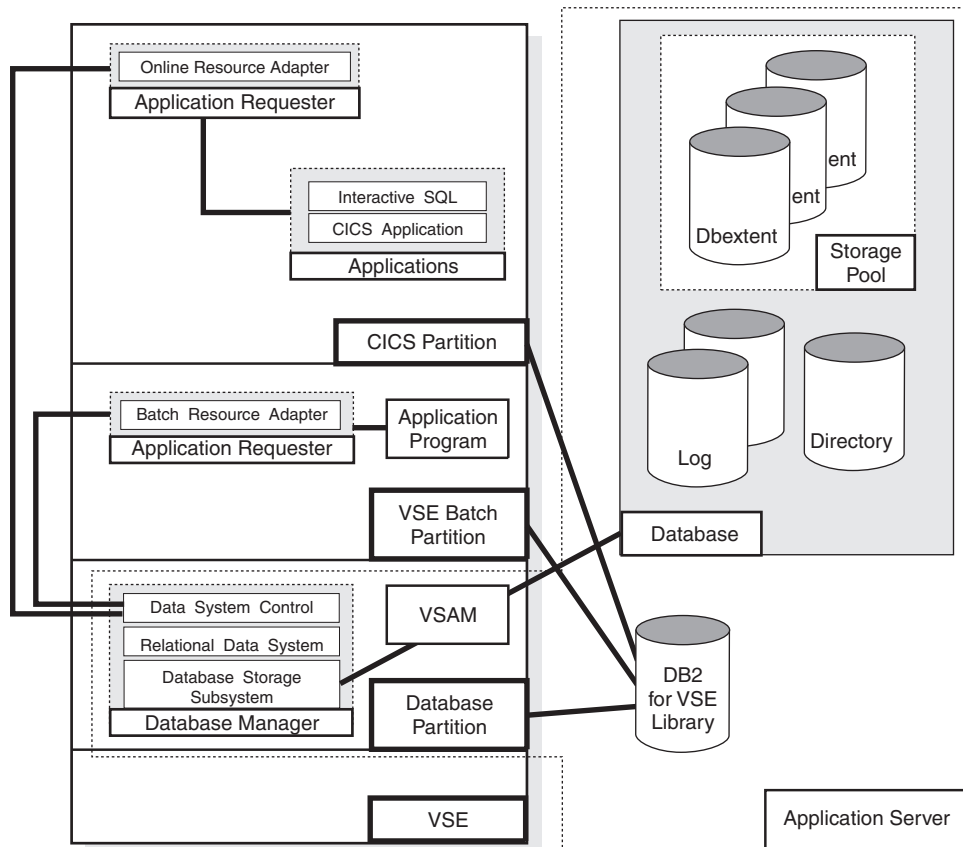 Online Resource Adapter
Application Requester
Interactive SQL
CICS Application
Applications
CICS Partition
Batch Resource Adapter
Application Requester
Application
Program
VSE Batch
Partition
Data System Control
Relational Data System
Database Storage
Subsystem
Database Manager
VSAM
Database
Partition
VSE
ent
ent
Dbextent
Storage
Pool
Log
Directory
Database
DB2
for VSE
Library
Application Server